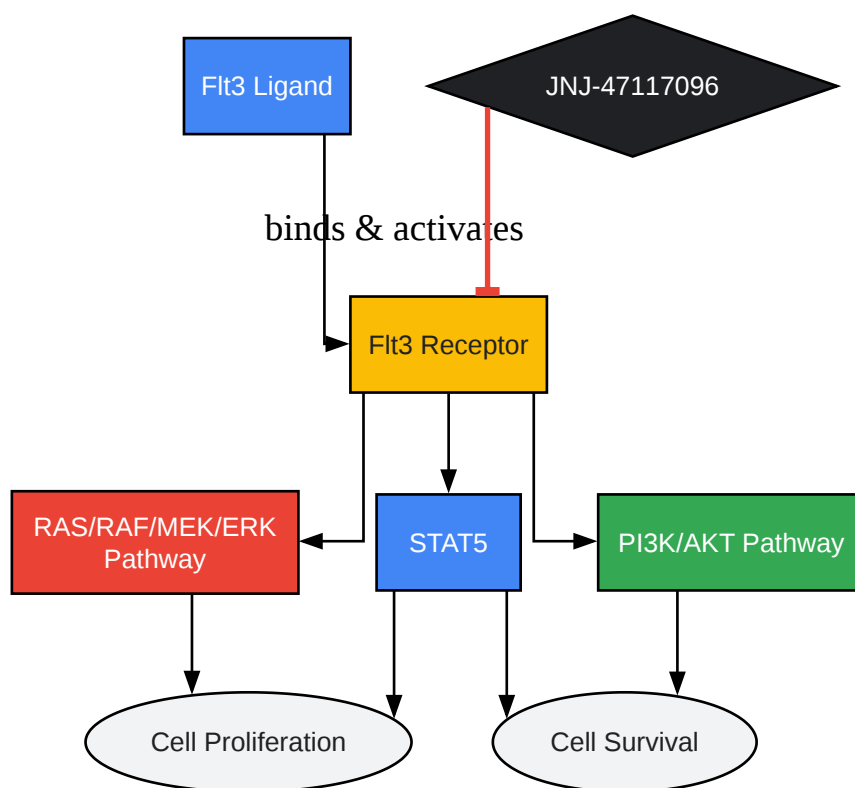 Flt3 Ligand
JNJ-47117096
binds & activates
Flt3 Receptor
RAS/RAF/MEK/ERK
Pathway
STAT5
PI3K/AKT Pathway
Cell Proliferation
Cell Survival